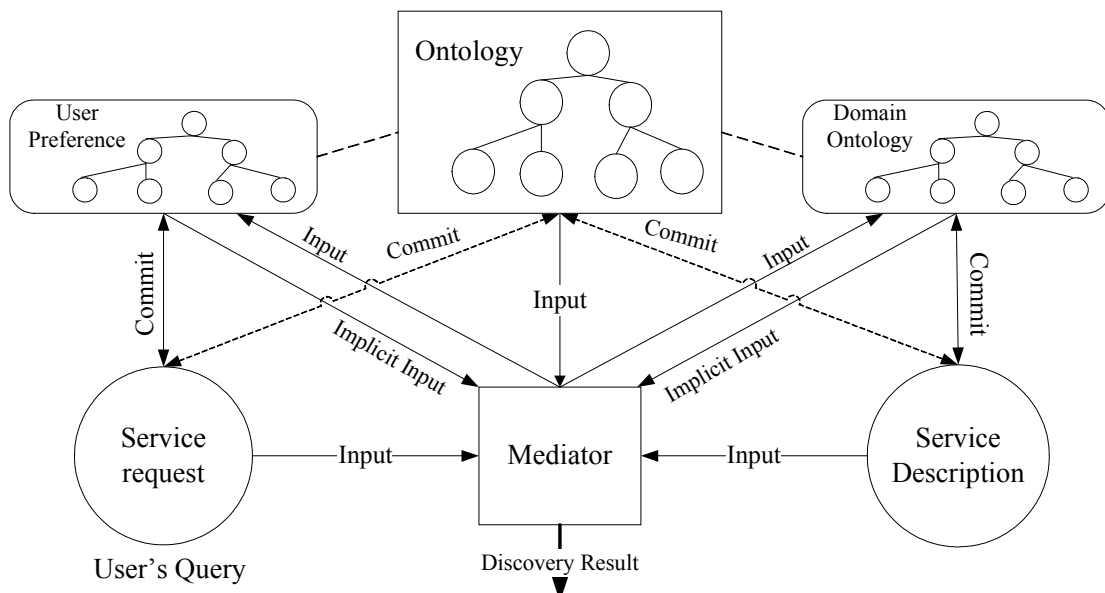 Ontology
User
Preference
Domain
Ontology
Commit
Input
Commit
Input
Commit
Input
Commit
Implicit Input
Implicit Input
Service
request
Input
Mediator
Input
Service
Description
User’s Query
Discovery Result